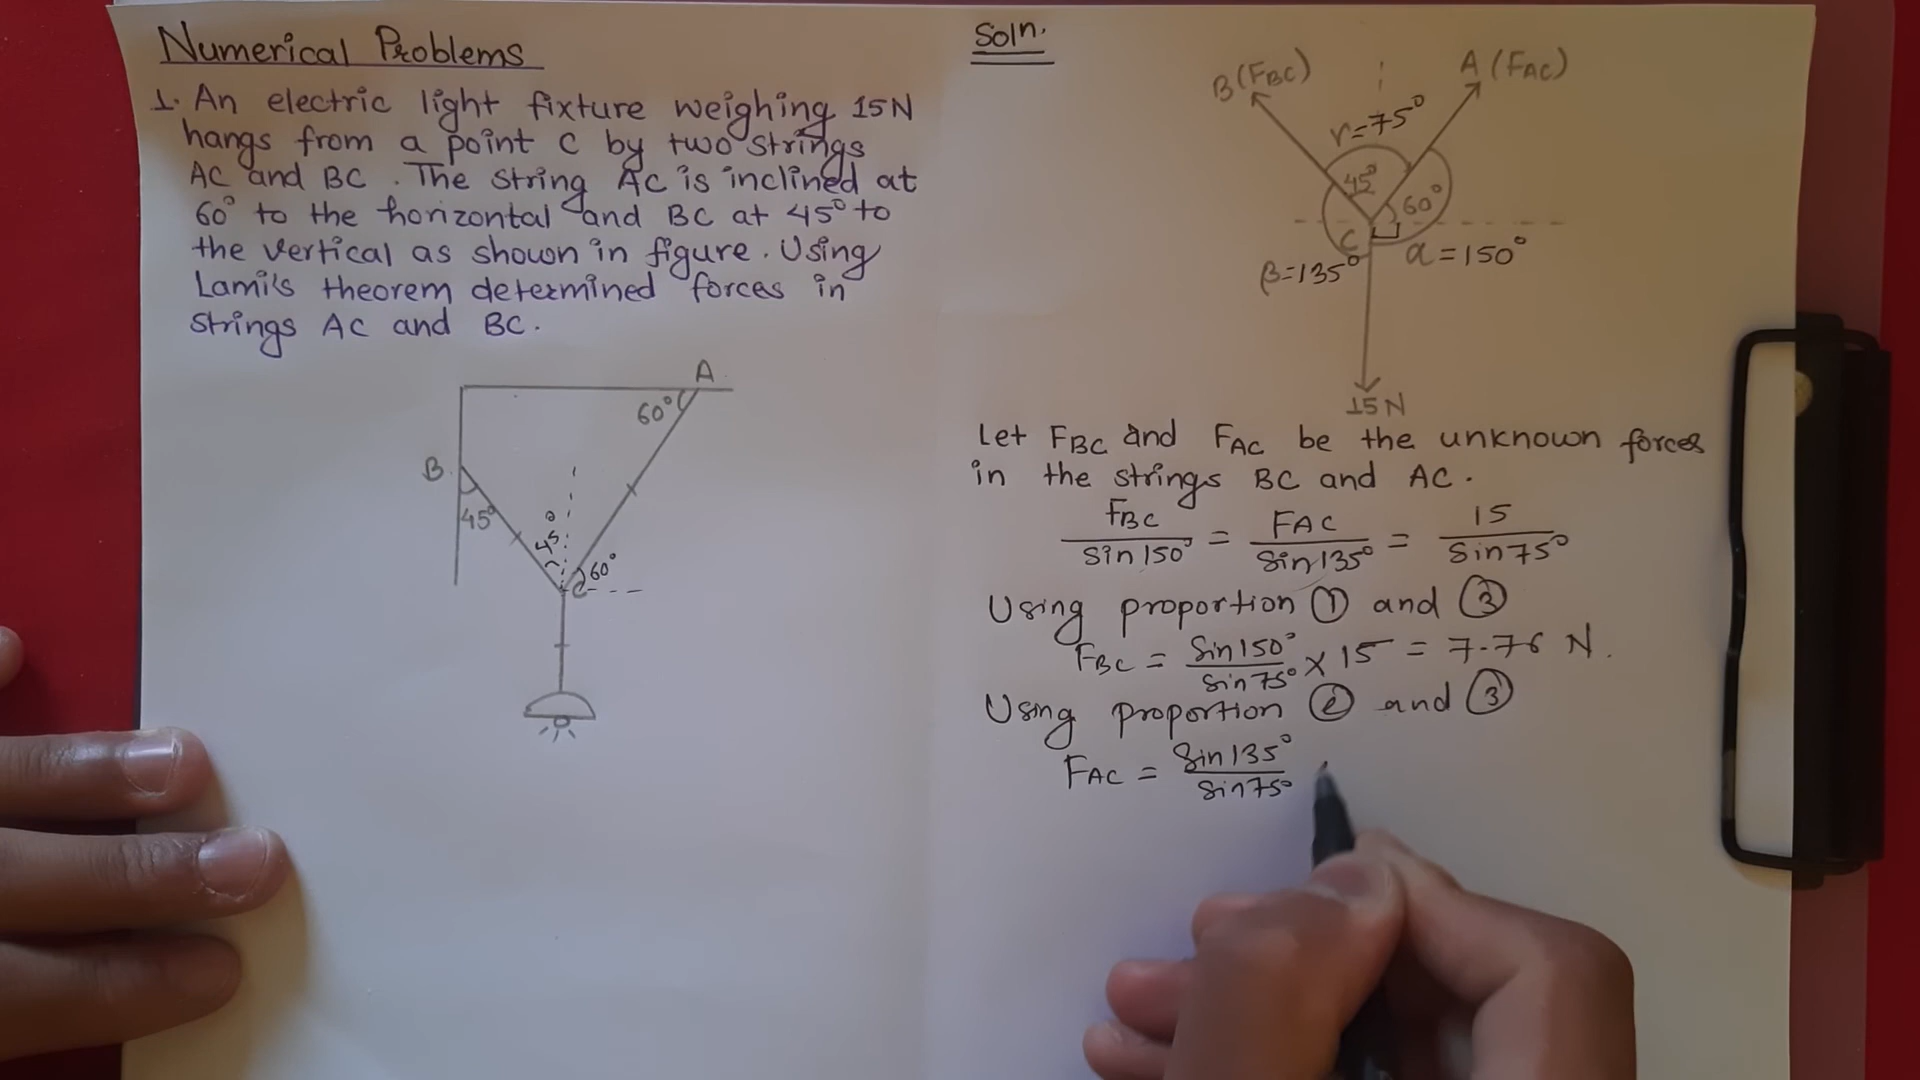 Numerical Problems
1. An electric light fixture weighing 15N
hangs from a point C by two strings
AC and BC. The string AC is inclined at
60° to the horizontal and BC at 45° to
the vertical as shown in figure. Using
Lami's theorem determined forces in
strings AC and BC.
A
60°
B
45°
45°
60°
C
Soln.
B (FBC)
A (FAC)
γ=75°
45°
60°
C
β=135°
α=150°
15N
Let FBC and FAC be the unknown forces
in the strings BC and AC.
FBC/Sin150° = FAC/Sin135° = 15/Sin75°
Using proportion ① and ③
FBC = Sin150°/Sin75° × 15 = 7.76 N.
Using proportion ② and ③
FAC = Sin135°/Sin75°